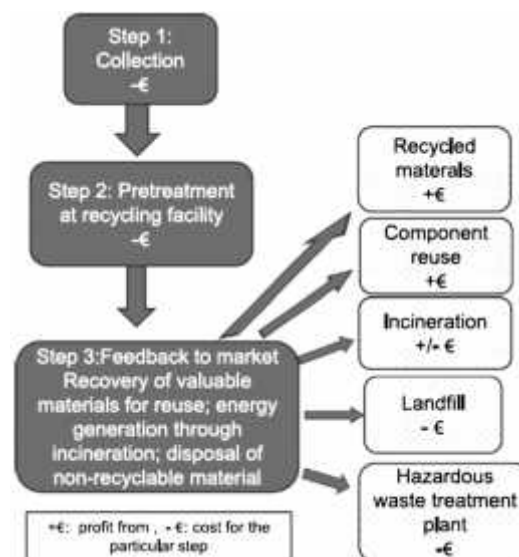 Step 1:
Collection
-€
Step 2: Pretreatment
at recycling facility
-€
Step 3:Feedback to market
Recovery of valuable
materials for reuse; energy
generation through
incineration; disposal of
non-recyclable material
Recycled
materals
+€
Component
reuse
+€
Incineration
+/- €
Landfill
- €
Hazardous
waste treatment
plant
-€
+€: profit from , - €: cost for the
particular step